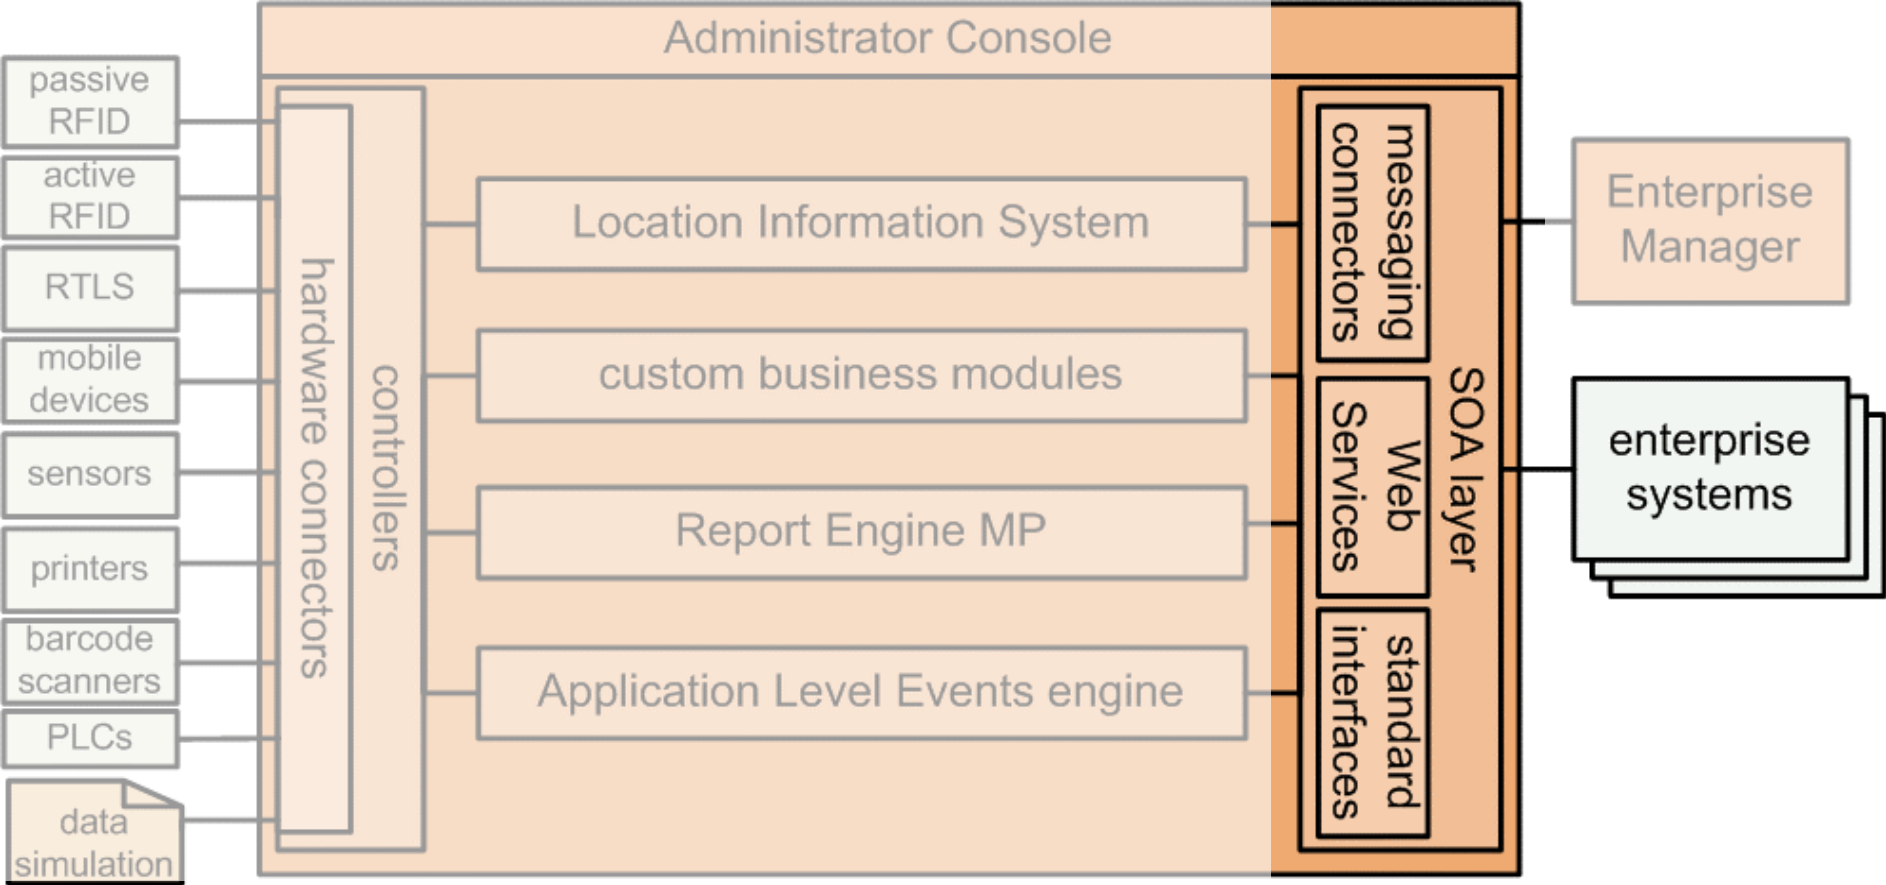 Administrator Console
passive
RFID
active
RFID
RTLS
mobile
devices
sensors
printers
barcode
scanners
PLCs
data
simulation
hardware connectors
controllers
Location Information System
custom business modules
Report Engine MP
Application Level Events engine
messaging
connectors
Web
Services
standard
interfaces
SOA layer
Enterprise
Manager
enterprise
systems